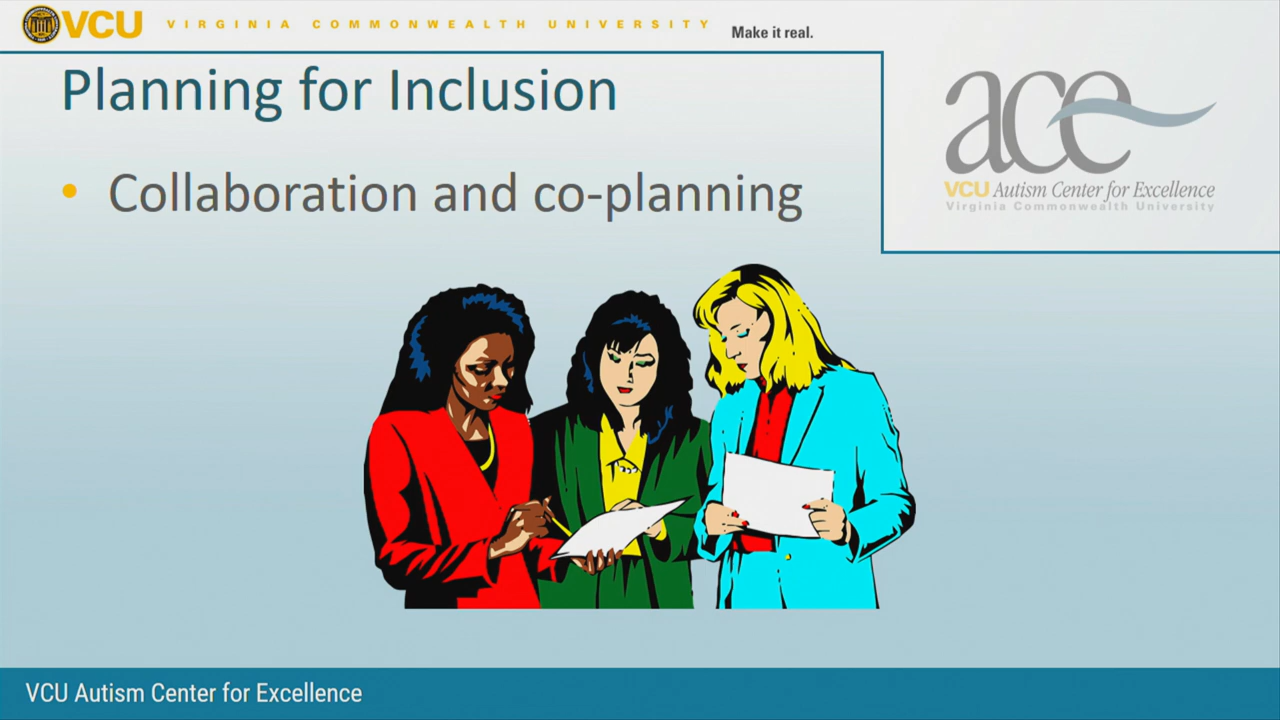 VCU VIRGINIA COMMONWEALTH UNIVERSITY Make it real.
Planning for Inclusion
• Collaboration and co-planning
ace
VCU Autism Center for Excellence
Virginia Commonwealth University
VCU Autism Center for Excellence